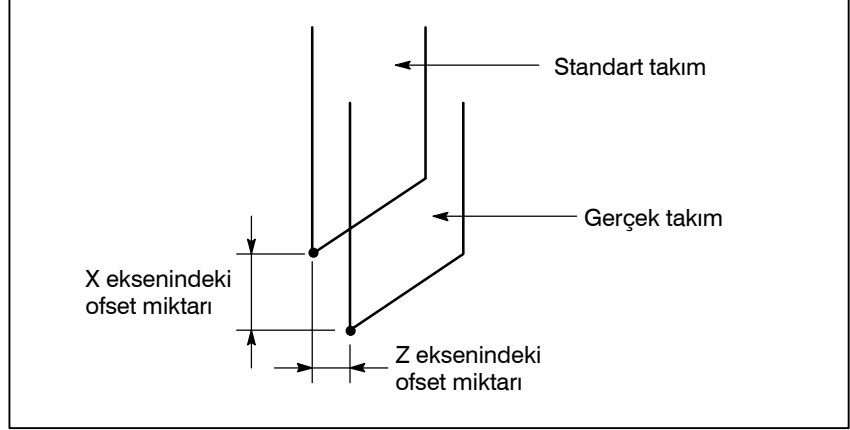 Standart takım
Gerçek takım
X eksenindeki
ofset miktarı
Z eksenindeki
ofset miktarı